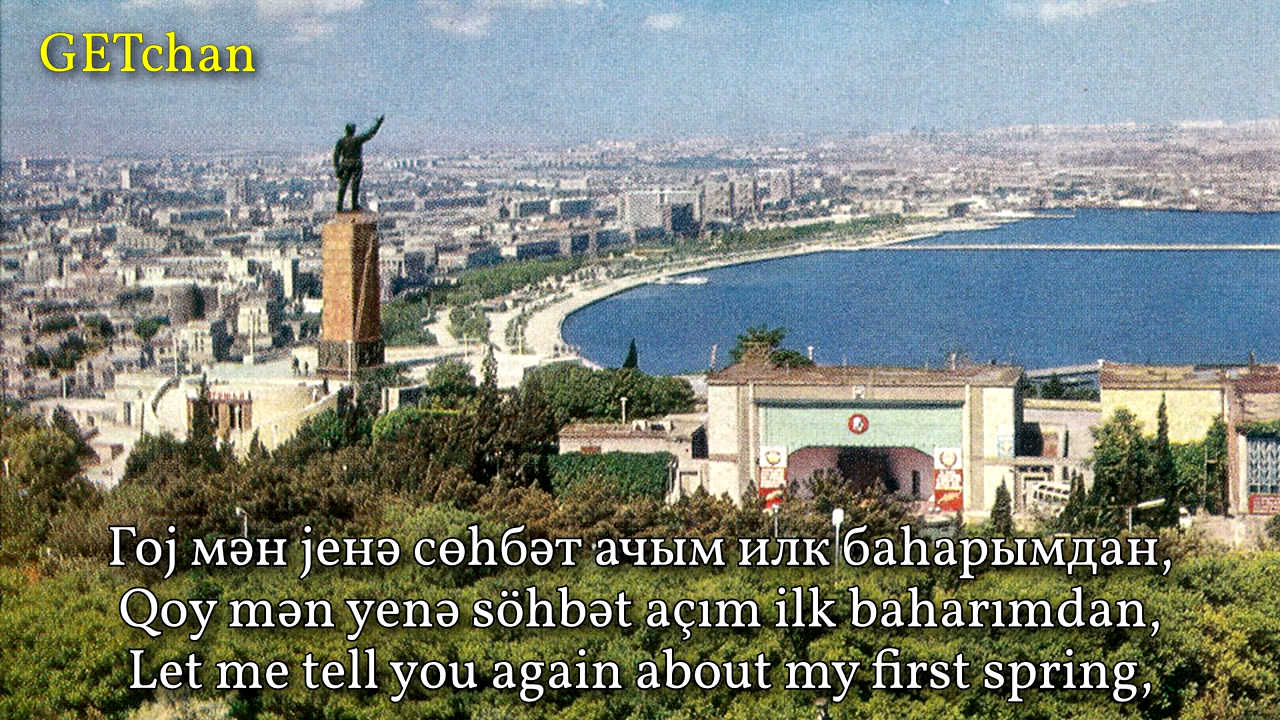 GETchan
Гој мән јенә сөһбәт ачым илк баһарымдан,
Qoy mən yenə söhbət açım ilk baharımdan,
Let me tell you again about my first spring,